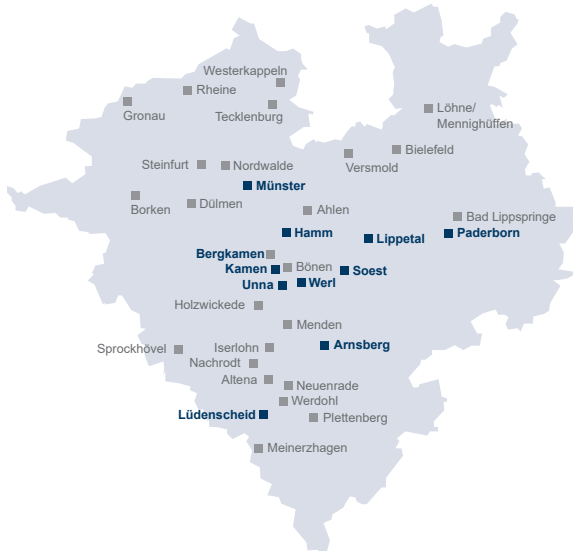 Westerkappeln
Rheine
Gronau
Tecklenburg
Löhne/
Mennighüffen
Steinfurt
Nordwalde
Versmold
Bielefeld
Münster
Borken
Dülmen
Ahlen
Bad Lippspringe
Hamm
Lippetal
Paderborn
Bergkamen
Kamen
Bönen
Soest
Unna
Werl
Holzwickede
Menden
Sprockhövel
Iserlohn
Arnsberg
Nachrodt
Altena
Neuenrade
Werdohl
Lüdenscheid
Plettenberg
Meinerzhagen